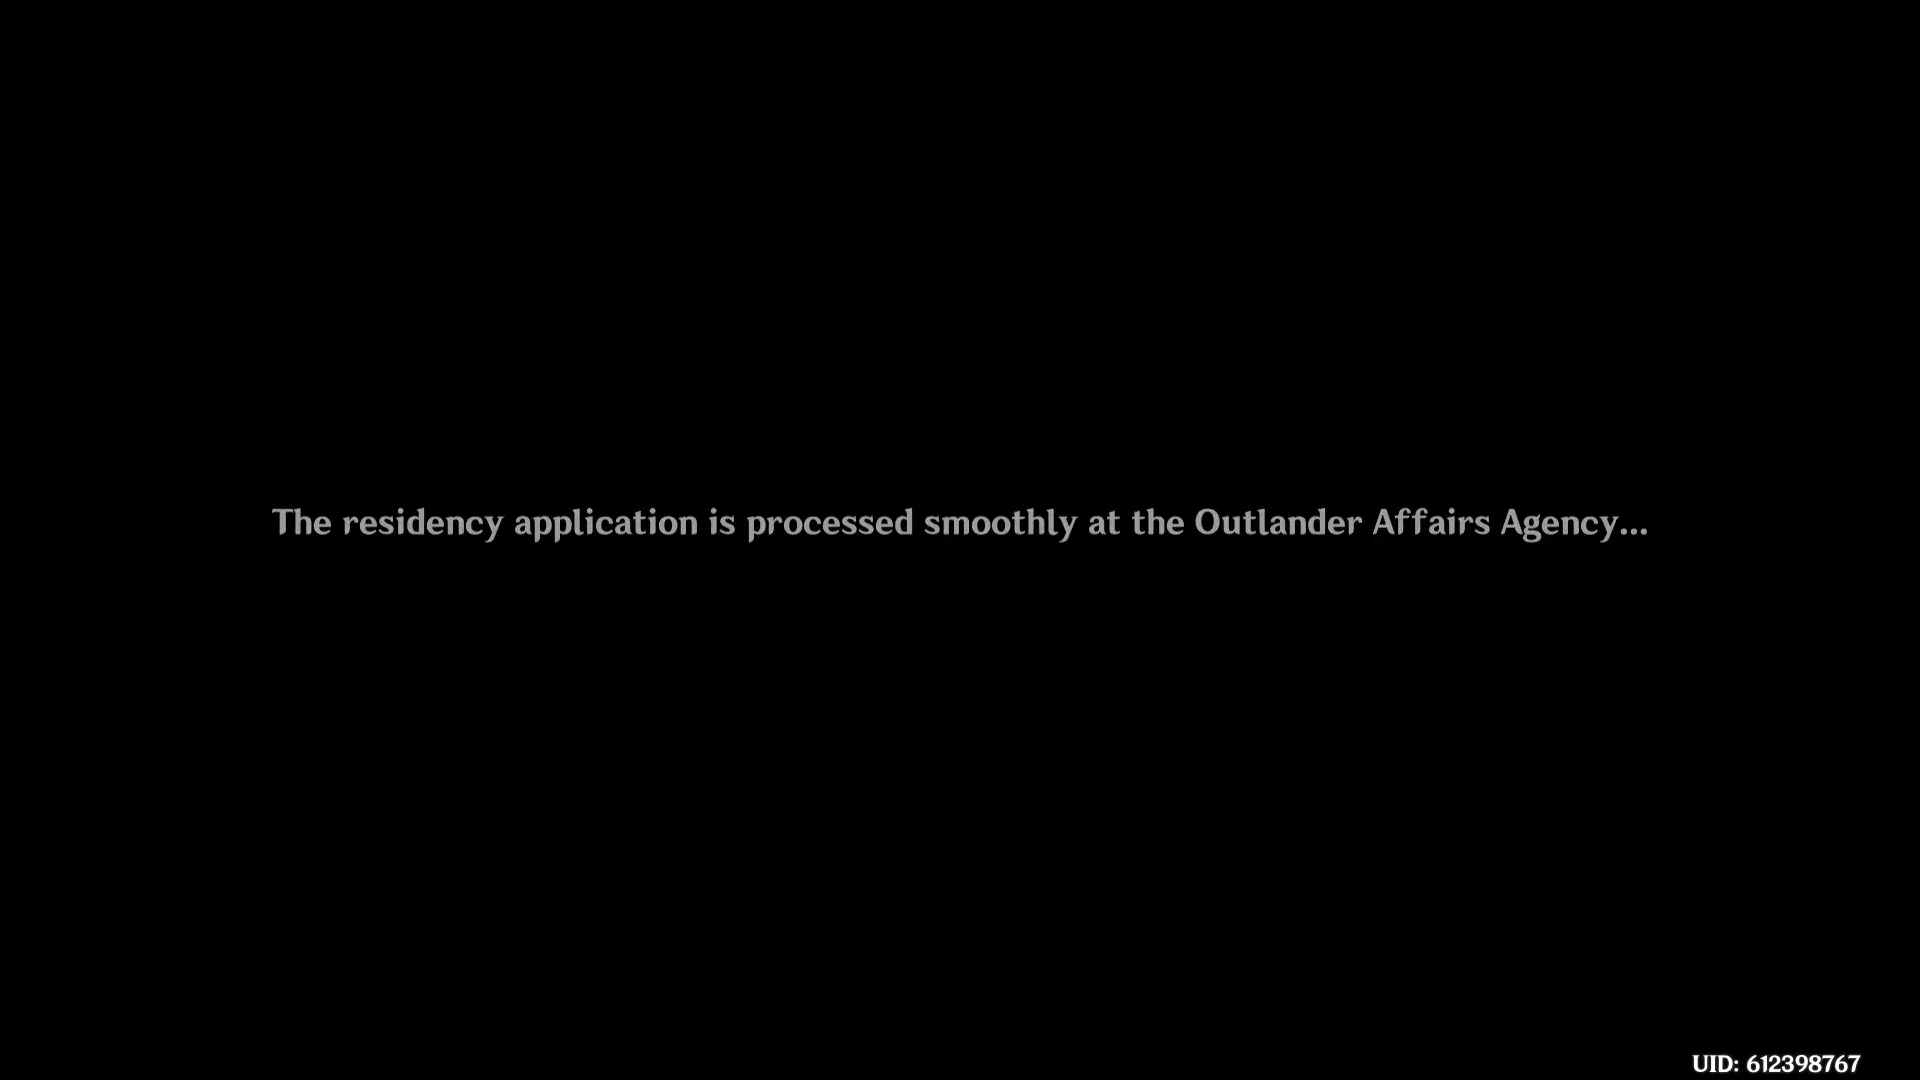 The residency application is processed smoothly at the Outlander Affairs Agency...
UID: 612398767